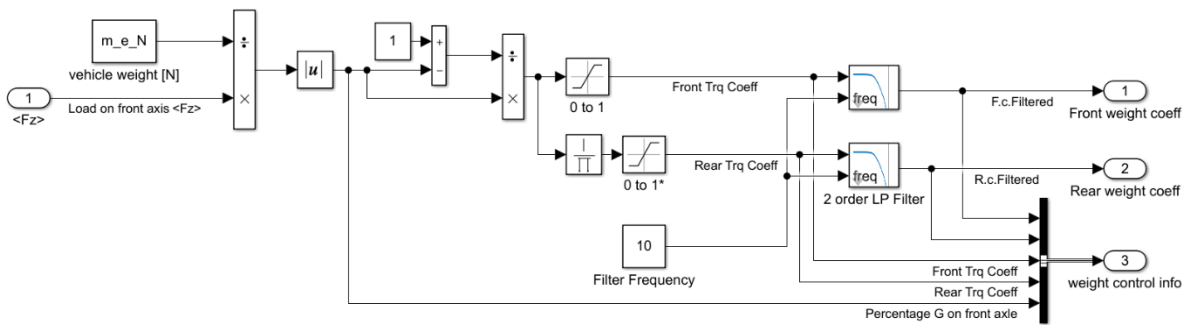 m_e_N
vehicle weight [N]
1
<Fz>
Load on front axis <Fz>
÷
×
|u|
1
+
−
÷
×
0 to 1
Front Trq Coeff
freq
F.c.Filtered
1
Front weight coeff
0 to 1*
Rear Trq Coeff
freq
2 order LP Filter
R.c.Filtered
2
Rear weight coeff
10
Filter Frequency
Front Trq Coeff
Rear Trq Coeff
Percentage G on front axle
3
weight control info